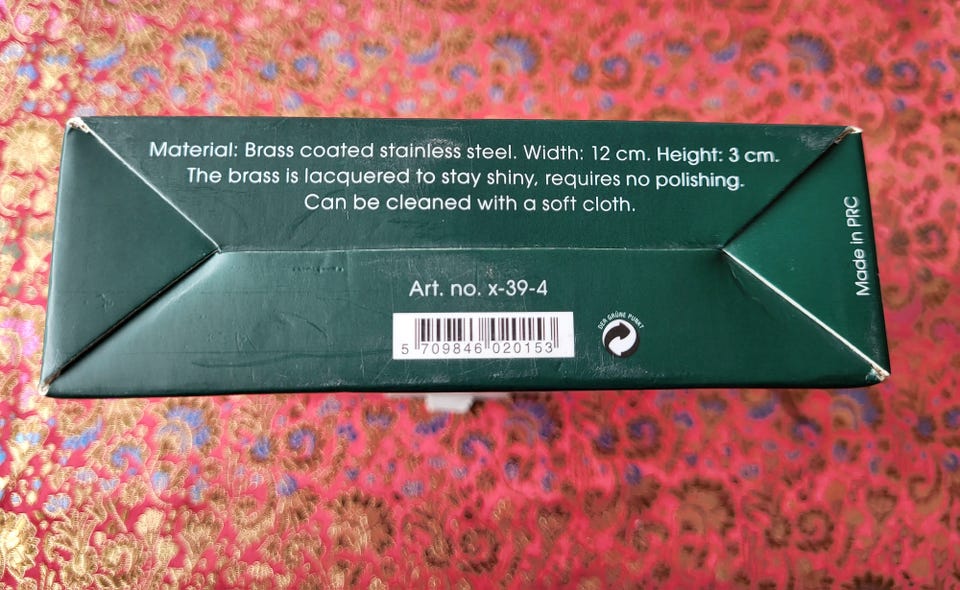 Material: Brass coated stainless steel. Width: 12 cm. Height: 3 cm.
The brass is lacquered to stay shiny, requires no polishing.
Can be cleaned with a soft cloth.
Made in PRC
Art. no. x-39-4
DER GRÜNE PUNKT
5 709846 020153